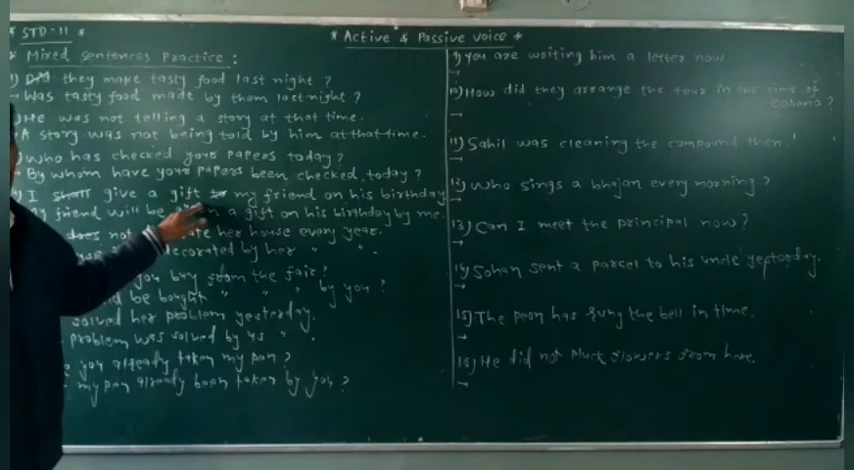 * STD-11 *
* Active & Passive voice *
* Mixed sentences Practice :
1) Did they make tasty food last night ?
→ Was tasty food made by them last night ?
) He was not telling a story at that time.
A story was not being told by him at that time.
) Who has checked your papers today ?
By whom have your papers been checked today ?
) I shall give a gift to my friend on his birthday
My friend will be a gift on his birthday by me.
does not her house every year.
decorated by her " " .
you buy from the fair ?
be bought " " " by you ?
solved her problem yesterday.
problem was solved by us " .
you already taken my pen ?
my pen already been taken by you ?
9) you are writing him a letter now.
→
10) How did they arrange the tour in the time of
corona ?
→
11) Sahil was cleaning the compound then.
→
12) Who sings a bhajan every morning ?
→
13) Can I meet the principal now ?
→
14) Sohan sent a parcel to his uncle yesterday.
→
15) The peon has rung the bell in time.
→
16) He did not pluck flowers from here.
→